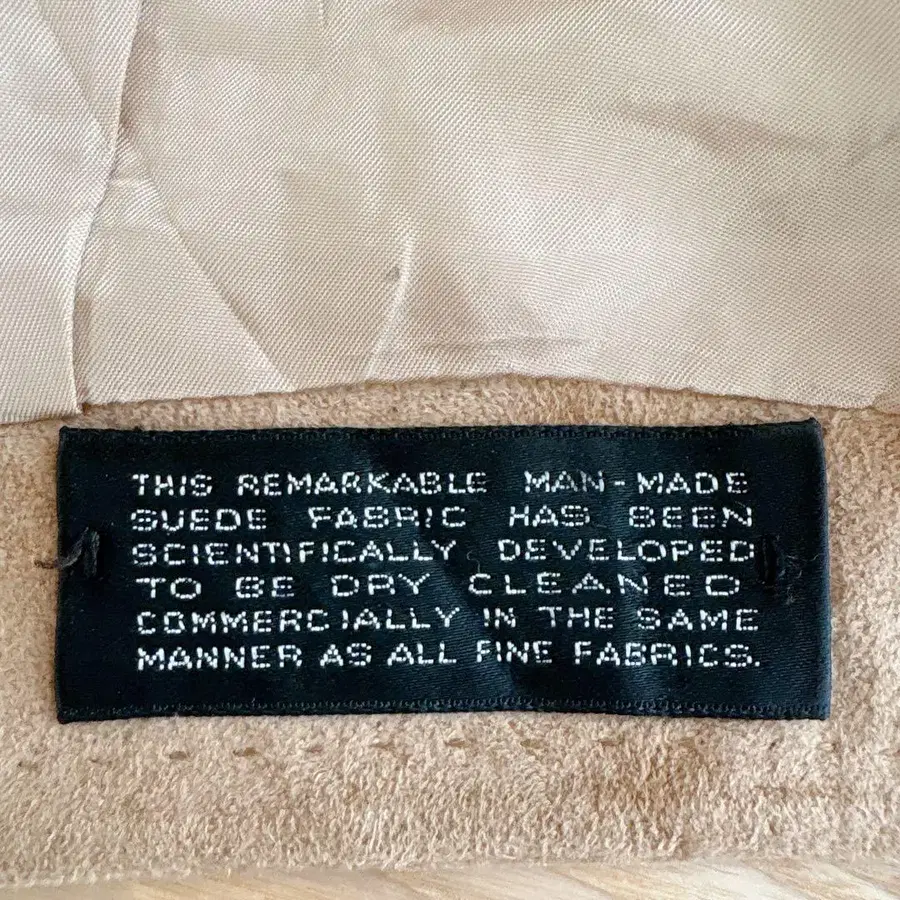 THIS REMARKABLE MAN-MADE
SUEDE FABRIC HAS BEEN
SCIENTIFICALLY DEVELOPED
TO BE DRY CLEANED
COMMERCIALLY IN THE SAME
MANNER AS ALL FINE FABRICS.